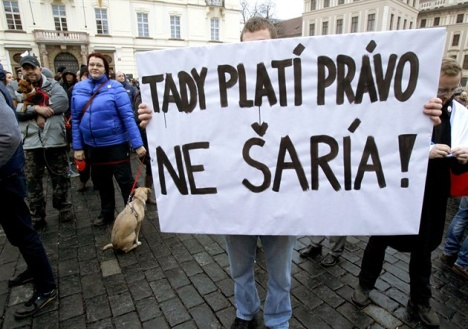 TADY PLATÍ PRÁVO
NE ŠARÍA!